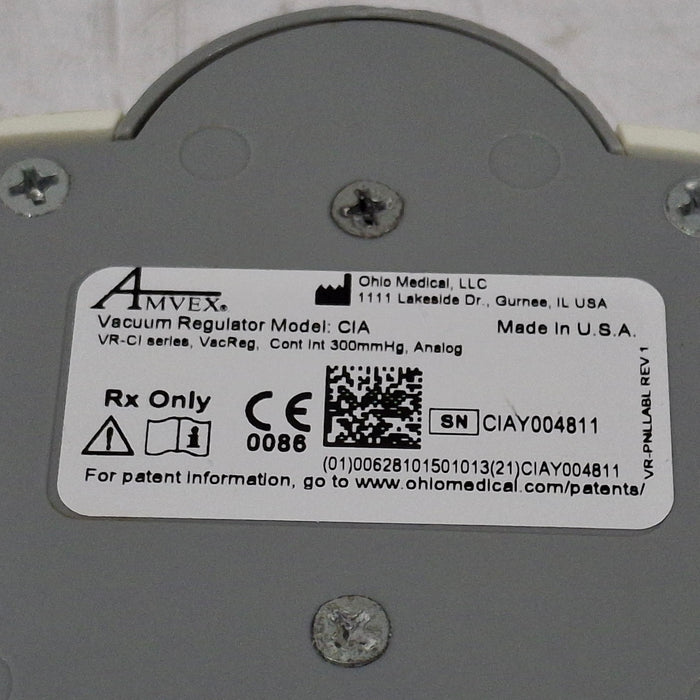 AMVEX®
Ohio Medical, LLC
1111 Lakeside Dr., Gurnee, IL USA
Vacuum Regulator Model: CIA
Made in U.S.A.
VR-CI series, VacReg, Cont Int 300mmHg, Analog
Rx Only
CE
0086
SN CIAY004811
(01)00628101501013(21)CIAY004811
For patent information, go to www.ohiomedical.com/patents/
VR-PNLLABL REV 1